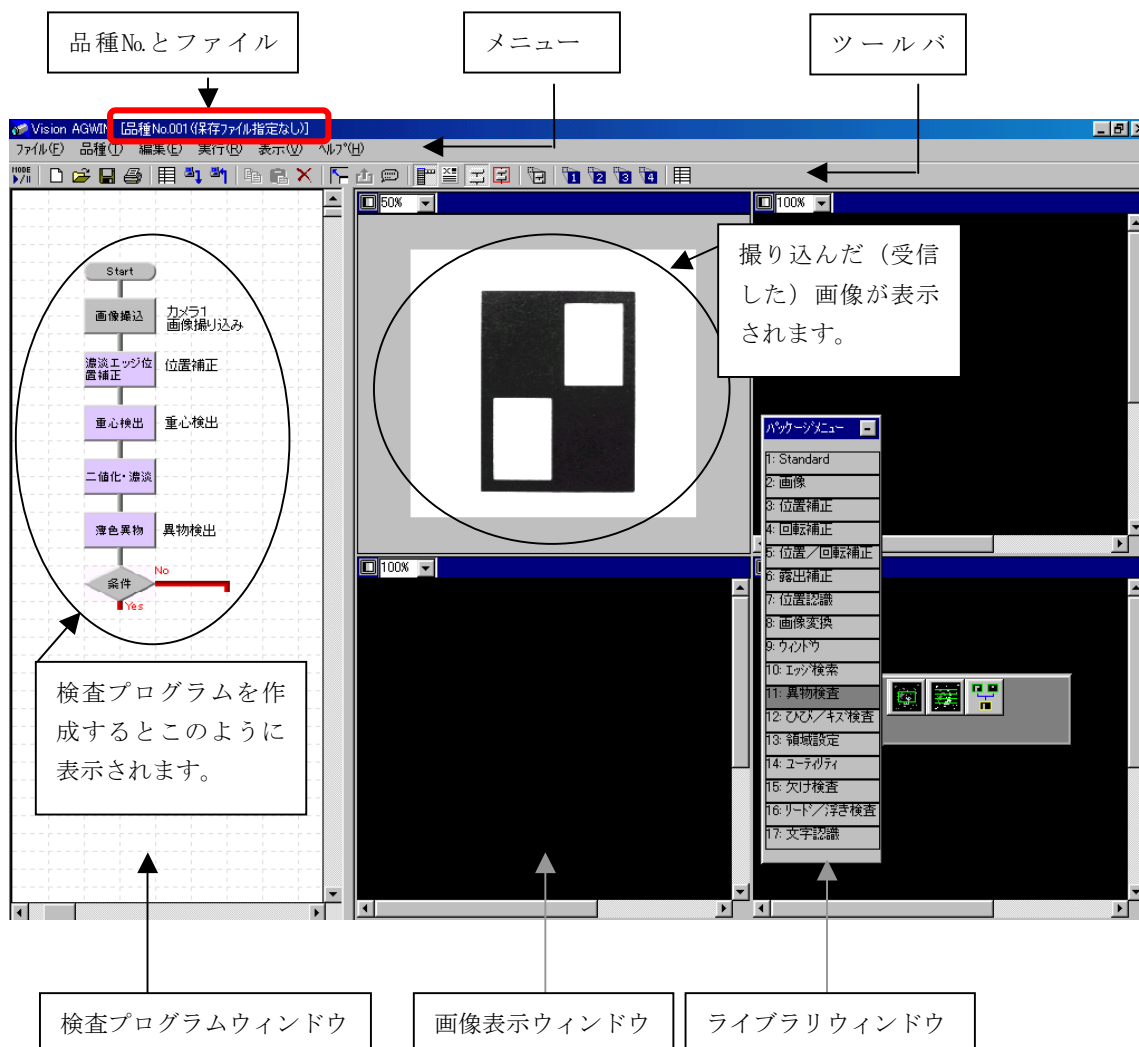 品種No.とファイル
メニュー
ツールバ
Vision AGWIN [品種No.001(保存ファイル指定なし)]
ファイル(F) 品種(T) 編集(E) 実行(R) 表示(V) ヘルプ(H)
MODE
50%
100%
撮り込んだ（受信
した）画像が表示
されます。
Start
画像撮込
カメラ1
画像撮り込み
濃淡エッジ位
置補正
位置補正
重心検出
重心検出
二値化・濃淡
薄色異物
異物検出
条件
No
Yes
検査プログラムを作
成するとこのように
表示されます。
100%
パッケージメニュー
1: Standard
2: 画像
3: 位置補正
4: 回転補正
5: 位置／回転補正
6: 露出補正
7: 位置認識
8: 画像変換
9: ウィンドウ
10: エッジ検索
11: 異物検査
12: ひび／キズ検査
13: 領域設定
14: ユーティリティ
15: 欠け検査
16: リード／浮き検査
17: 文字認識
検査プログラムウィンドウ
画像表示ウィンドウ
ライブラリウィンドウ